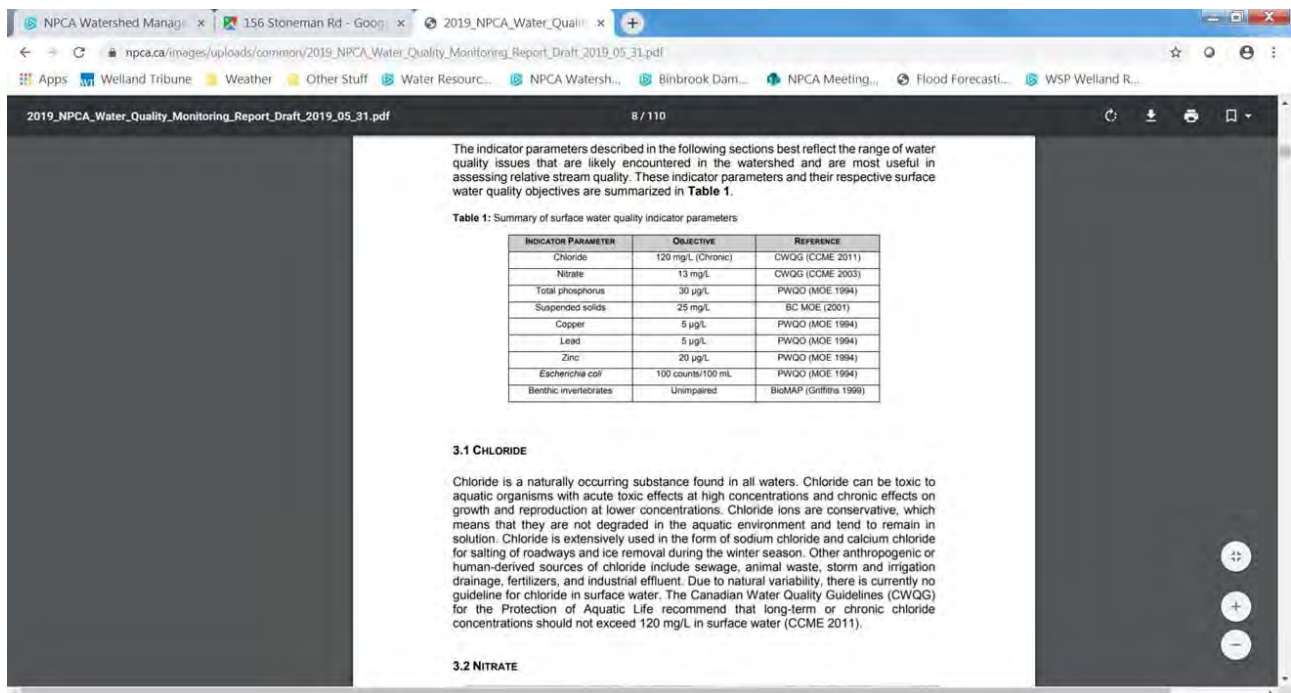 NPCA Watershed Manag
156 Stoneman Rd - Goog
2019_NPCA_Water_Quali
npca.ca/images/uploads/common/2019_NPCA_Water_Quality_Monitoring_Report_Draft_2019_05_31.pdf
Apps Welland Tribune Weather Other Stuff Water Resourc... NPCA Watersh... Binbrook Dam... NPCA Meeting... Flood Forecasti... WSP Welland R...
2019_NPCA_Water_Quality_Monitoring_Report_Draft_2019_05_31.pdf 8 / 110
The indicator parameters described in the following sections best reflect the range of water
quality issues that are likely encountered in the watershed and are most useful in
assessing relative stream quality. These indicator parameters and their respective surface
water quality objectives are summarized in Table 1.
Table 1: Summary of surface water quality indicator parameters
INDICATOR PARAMETER OBJECTIVE REFERENCE
Chloride 120 mg/L (Chronic) CWQG (CCME 2011)
Nitrate 13 mg/L CWQG (CCME 2003)
Total phosphorus 30 µg/L PWQO (MOE 1994)
Suspended solids 25 mg/L BC MOE (2001)
Copper 5 µg/L PWQO (MOE 1994)
Lead 5 µg/L PWQO (MOE 1994)
Zinc 20 µg/L PWQO (MOE 1994)
Escherichia coli 100 counts/100 mL PWQO (MOE 1994)
Benthic invertebrates Unimpaired BioMAP (Griffiths 1999)
3.1 CHLORIDE
Chloride is a naturally occurring substance found in all waters. Chloride can be toxic to
aquatic organisms with acute toxic effects at high concentrations and chronic effects on
growth and reproduction at lower concentrations. Chloride ions are conservative, which
means that they are not degraded in the aquatic environment and tend to remain in
solution. Chloride is extensively used in the form of sodium chloride and calcium chloride
for salting of roadways and ice removal during the winter season. Other anthropogenic or
human-derived sources of chloride include sewage, animal waste, storm and irrigation
drainage, fertilizers, and industrial effluent. Due to natural variability, there is currently no
guideline for chloride in surface water. The Canadian Water Quality Guidelines (CWQG)
for the Protection of Aquatic Life recommend that long-term or chronic chloride
concentrations should not exceed 120 mg/L in surface water (CCME 2011).
3.2 NITRATE